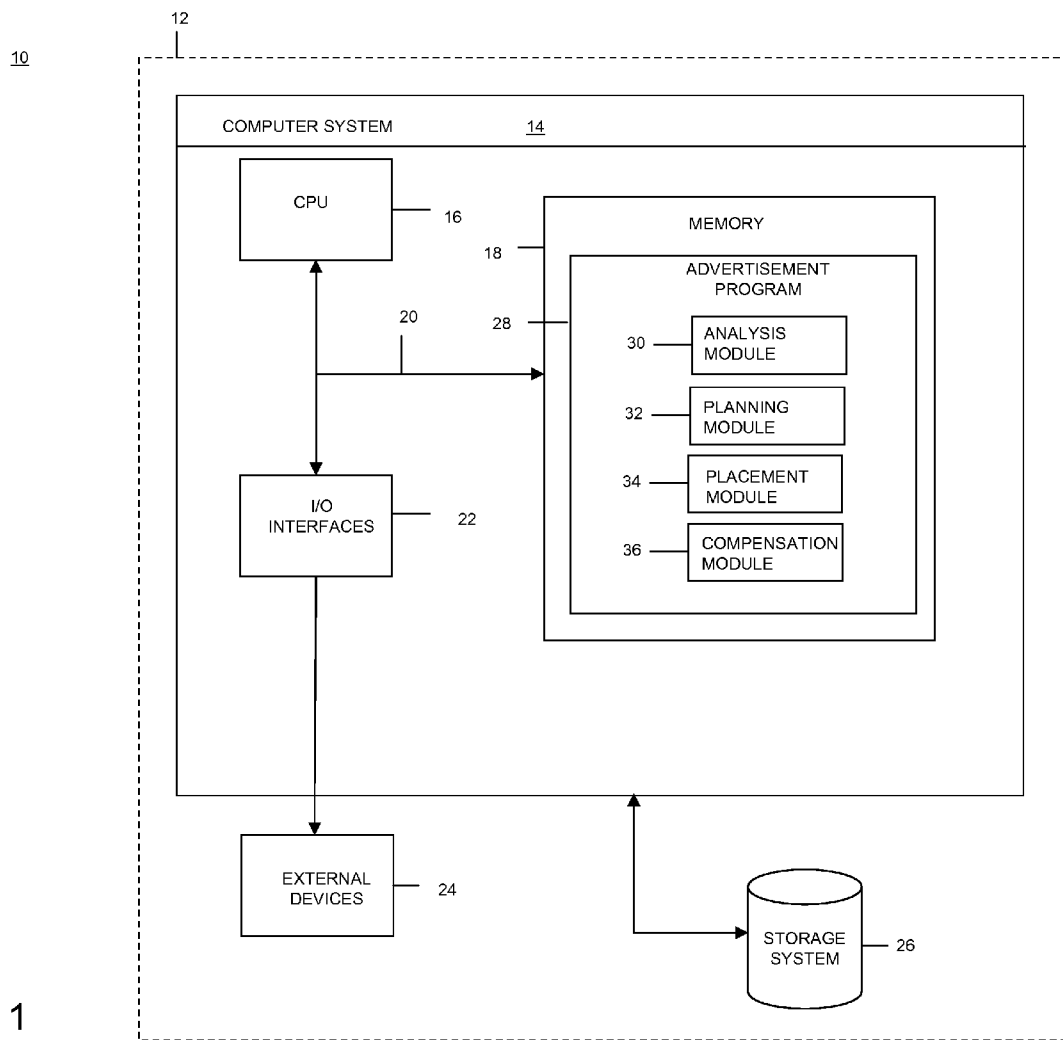 12
10
COMPUTER SYSTEM 14
CPU
16
MEMORY
18
ADVERTISEMENT
PROGRAM
20
28
30
ANALYSIS
MODULE
32
PLANNING
MODULE
34
PLACEMENT
MODULE
36
COMPENSATION
MODULE
I/O
INTERFACES
22
EXTERNAL
DEVICES
24
STORAGE
SYSTEM
26
1